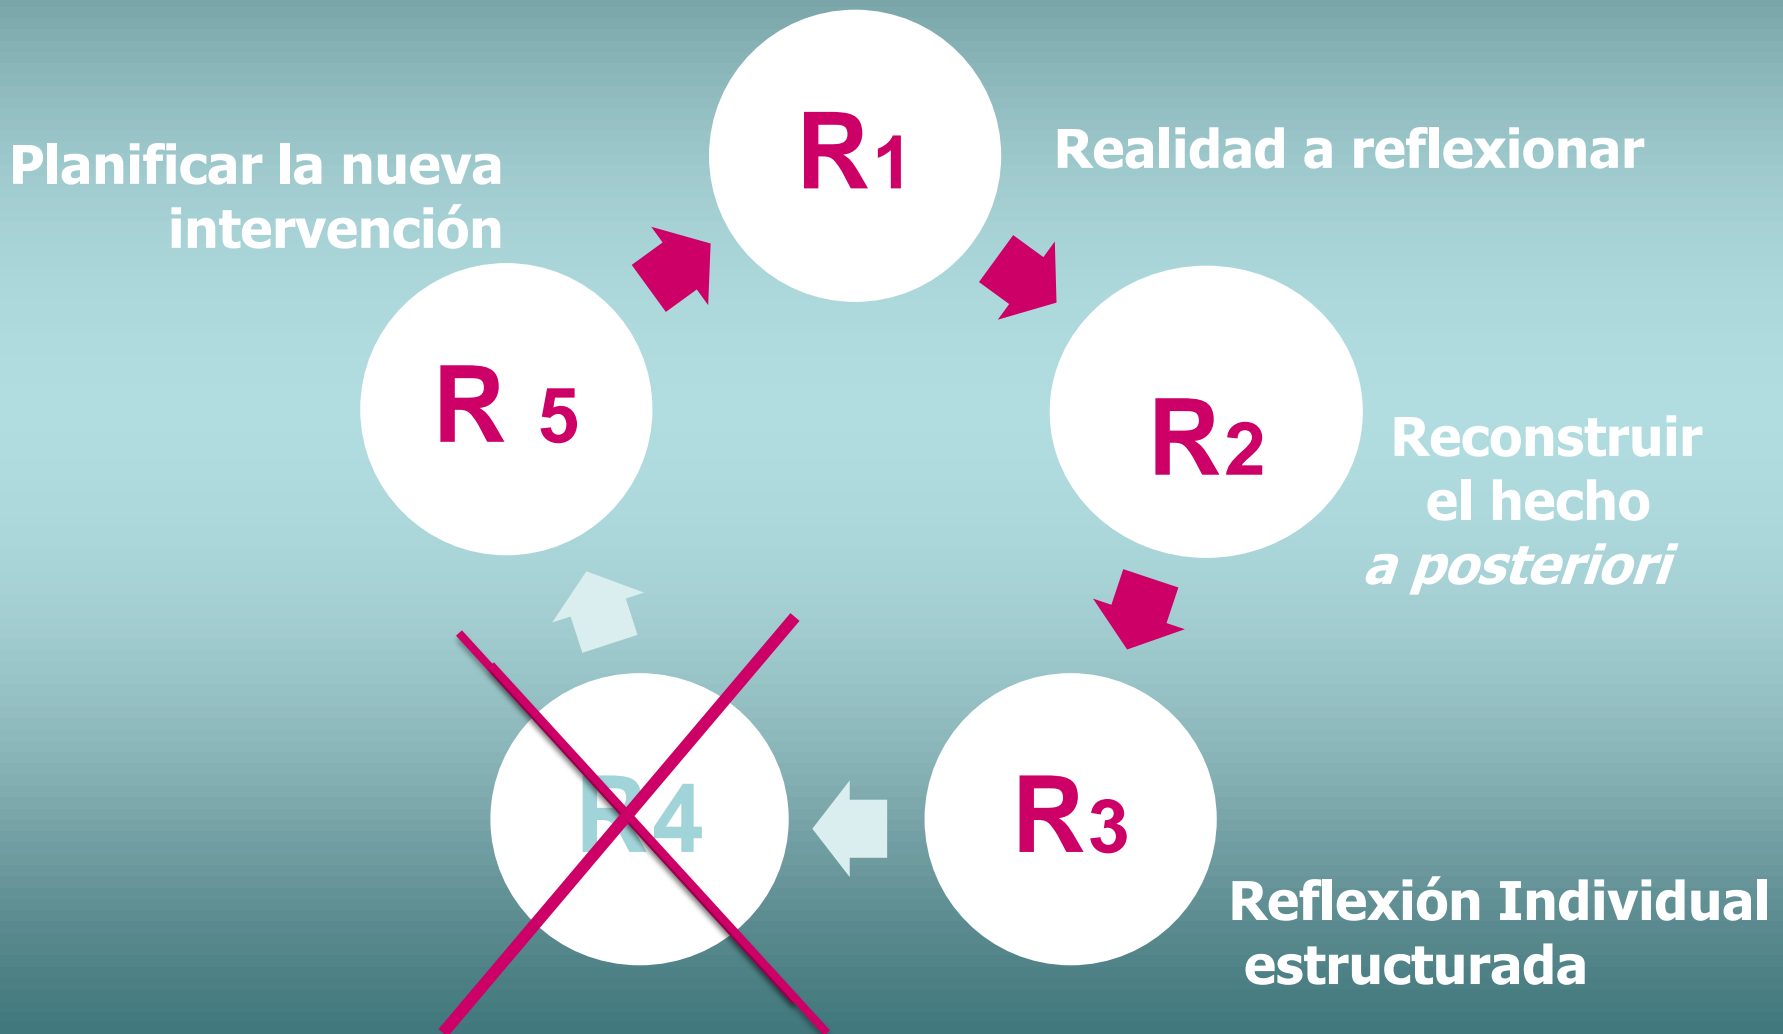 R1
Realidad a reflexionar
R2
Reconstruir
el hecho
a posteriori
R3
Reflexión Individual
estructurada
R4
R 5
Planificar la nueva
intervención